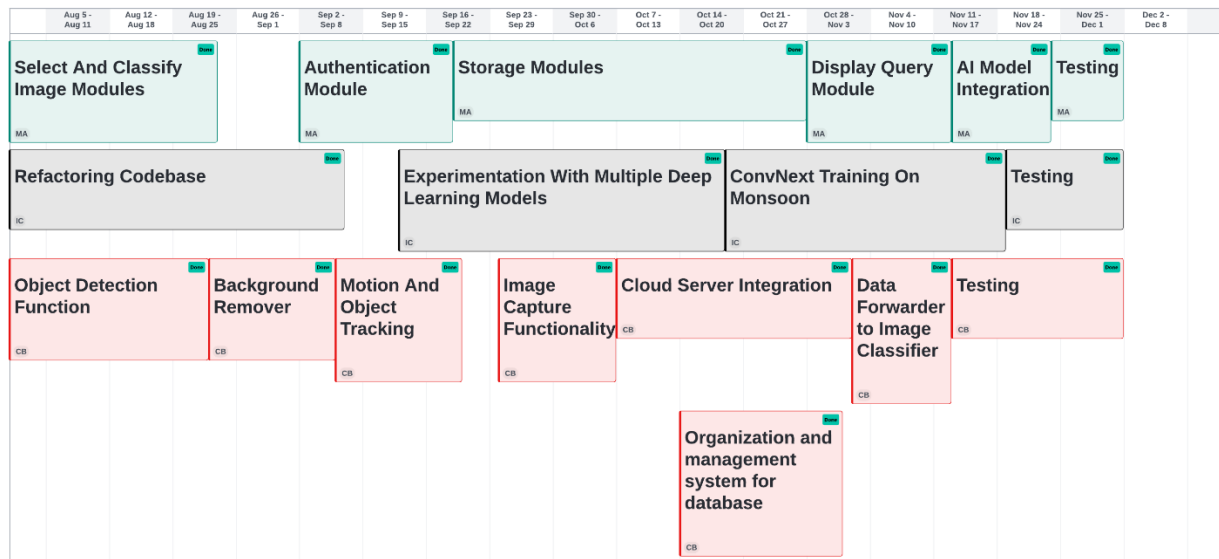 Aug 5 - Aug 11
Aug 12 - Aug 18
Aug 19 - Aug 25
Aug 26 - Sep 1
Sep 2 - Sep 8
Sep 9 - Sep 15
Sep 16 - Sep 22
Sep 23 - Sep 29
Sep 30 - Oct 6
Oct 7 - Oct 13
Oct 14 - Oct 20
Oct 21 - Oct 27
Oct 28 - Nov 3
Nov 4 - Nov 10
Nov 11 - Nov 17
Nov 18 - Nov 24
Nov 25 - Dec 1
Dec 2 - Dec 8
Done
Select And Classify
Image Modules
MA
Done
Authentication
Module
MA
Done
Storage Modules
MA
Done
Display Query
Module
MA
Done
AI Model
Integration
MA
Done
Testing
MA
Done
Refactoring Codebase
IC
Done
Experimentation With Multiple Deep
Learning Models
IC
Done
ConvNext Training On
Monsoon
IC
Done
Testing
IC
Done
Object Detection
Function
CB
Done
Background
Remover
CB
Done
Motion And
Object
Tracking
CB
Done
Image
Capture
Functionality
CB
Done
Cloud Server Integration
CB
Done
Data
Forwarder
to Image
Classifier
CB
Done
Testing
CB
Done
Organization and
management
system for
database
CB